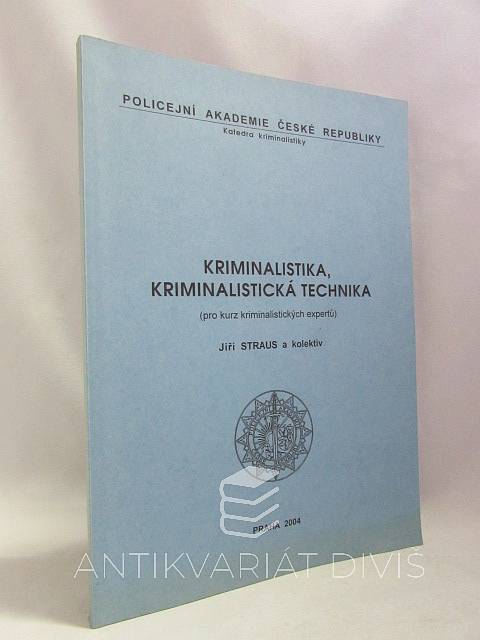 POLICEJNÍ AKADEMIE ČESKÉ REPUBLIKY
Katedra kriminalistiky
KRIMINALISTIKA,
KRIMINALISTICKÁ TECHNIKA
(pro kurz kriminalistických expertů)
Jiří STRAUS a kolektiv
PRAHA 2004
ANTIKVARIÁT DIVIŠ